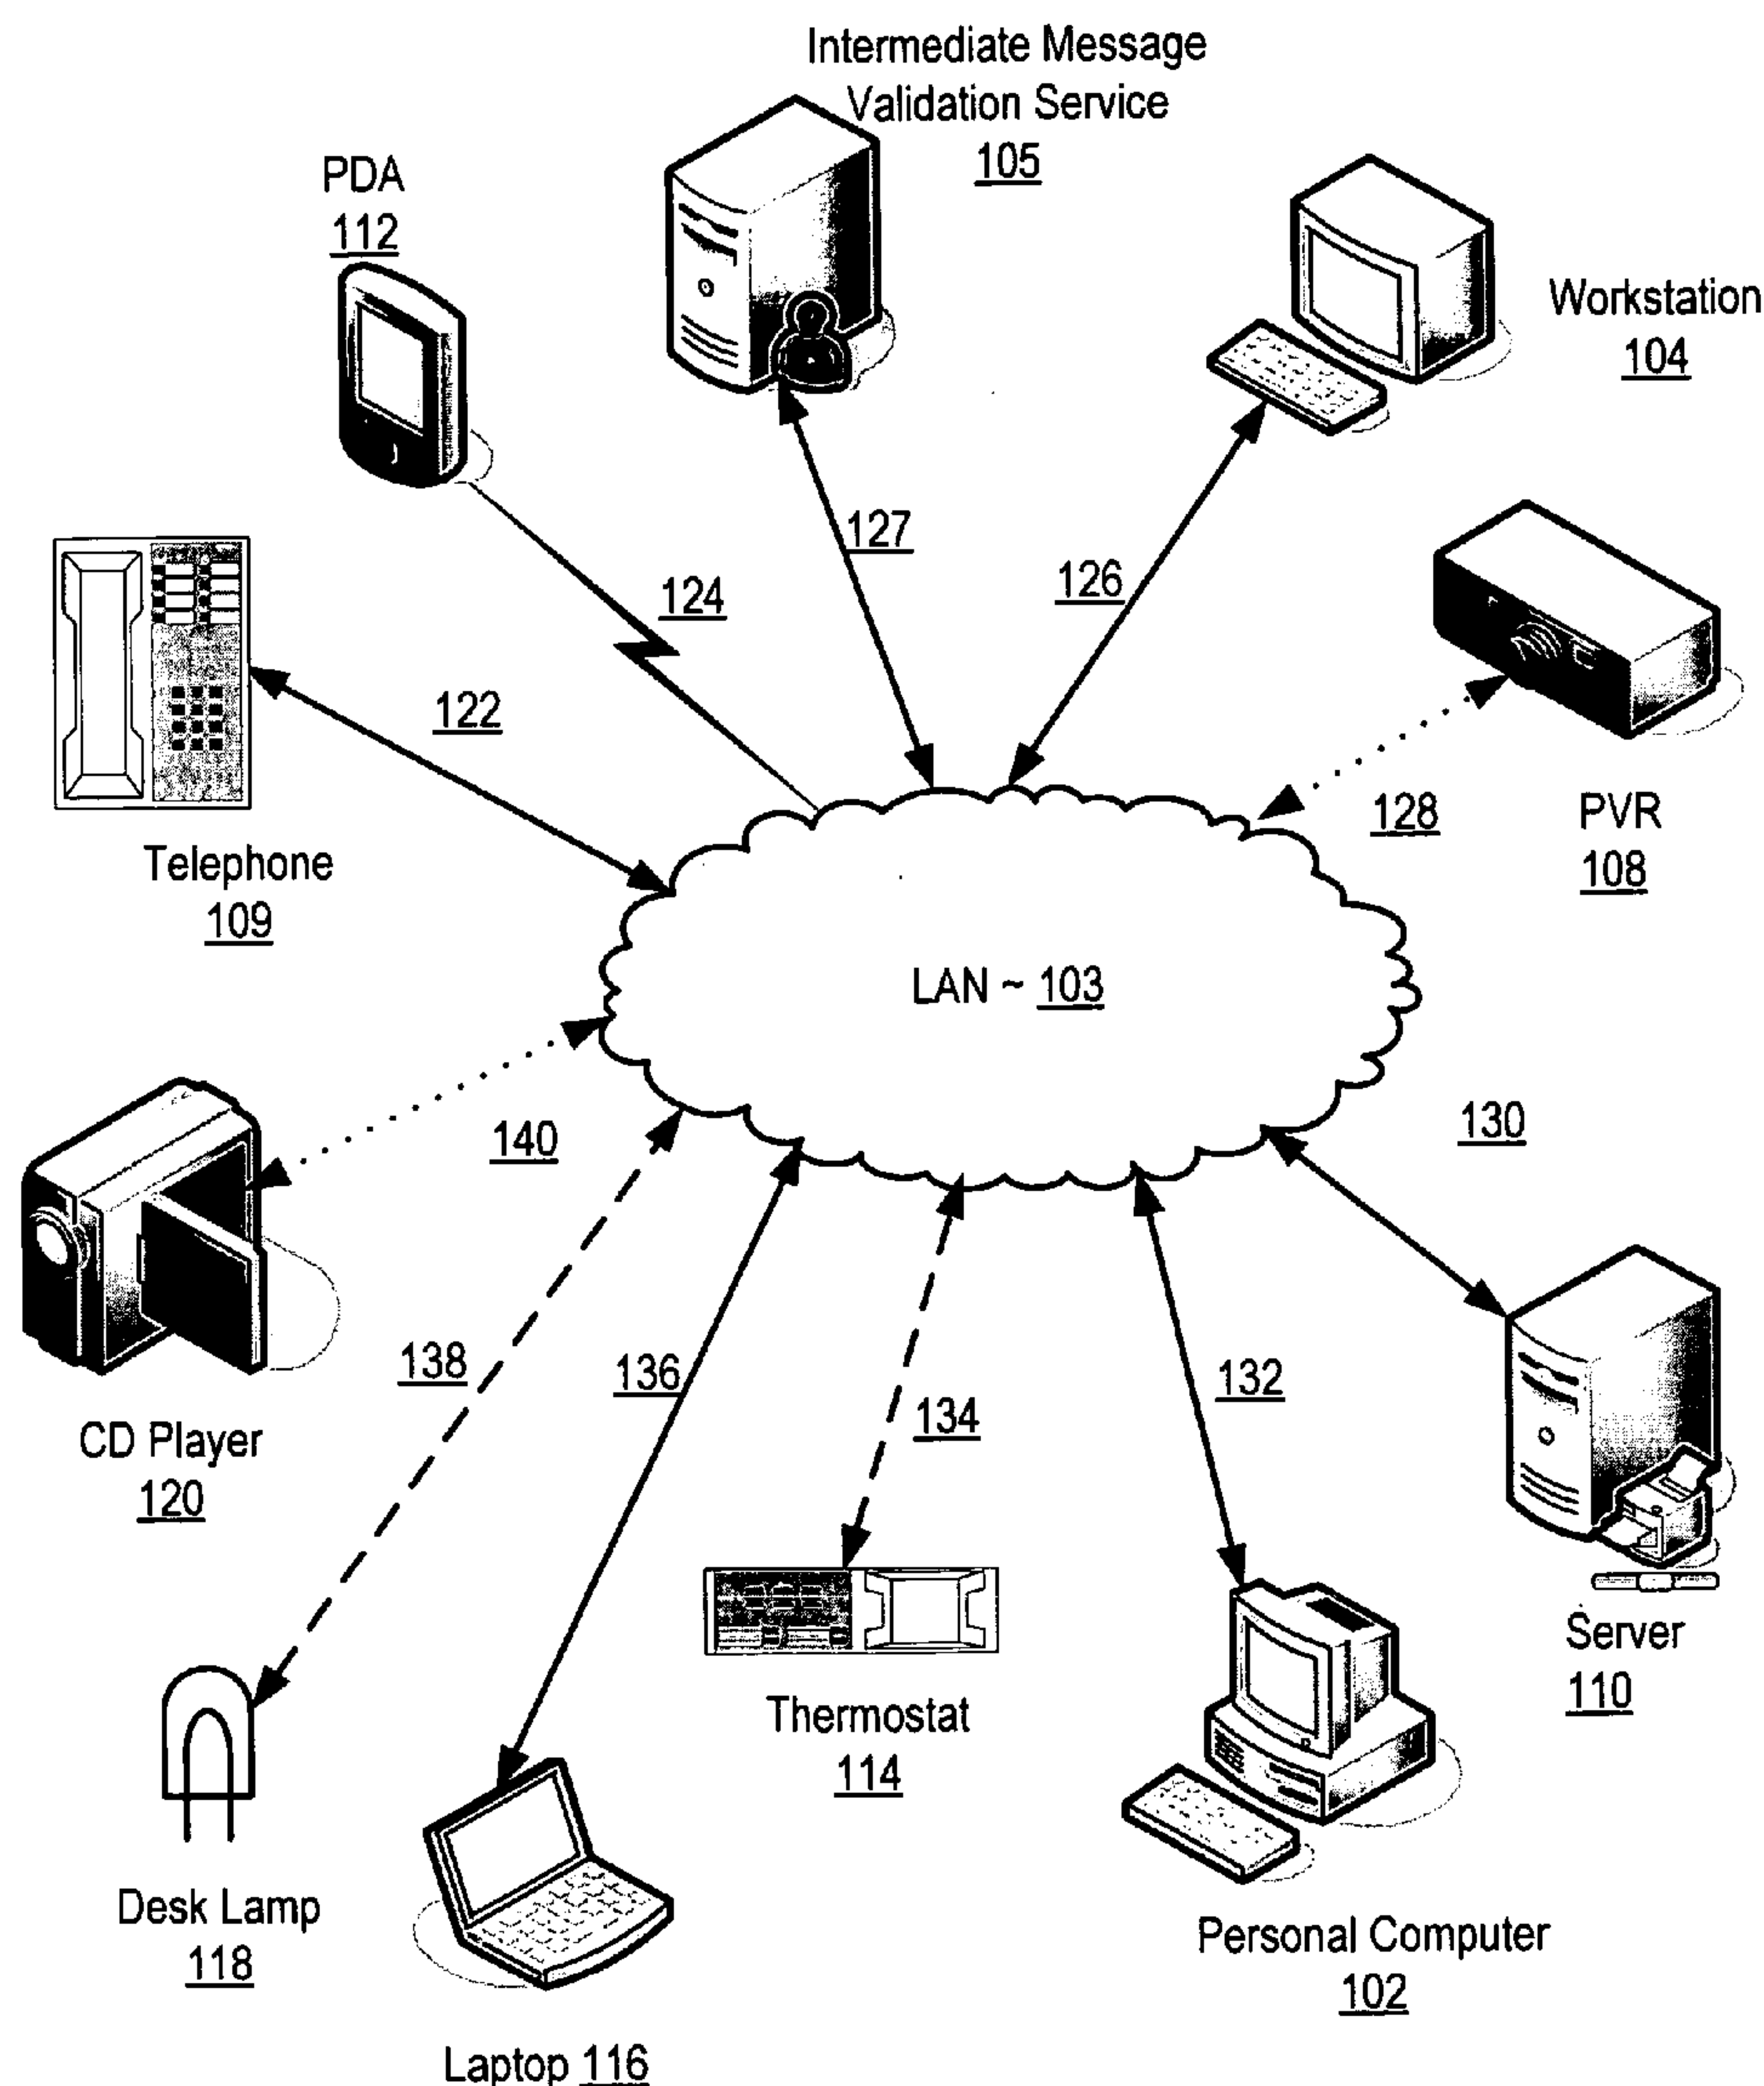 Intermediate Message
Validation Service
105
PDA
112
Workstation
104
127
126
124
122
128
PVR
108
Telephone
109
LAN ~ 103
130
140
138
136
134
132
CD Player
120
Server
110
Thermostat
114
Desk Lamp
118
Personal Computer
102
Laptop 116